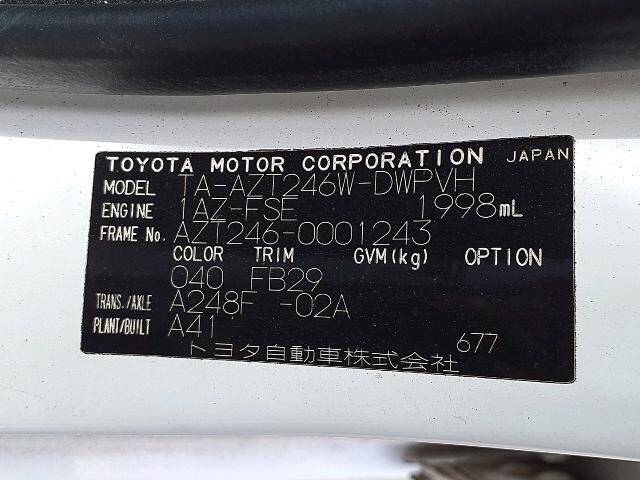 TOYOTA MOTOR CORPORATION JAPAN
MODEL TA-AZT246W-DWPVH
ENGINE 1AZ-FSE 1998mL
FRAME No. AZT246-0001243
COLOR TRIM GVM(kg) OPTION
040 FB29
TRANS./AXLE A248F -02A
PLANT/BUILT A41
677
トヨタ自動車株式会社